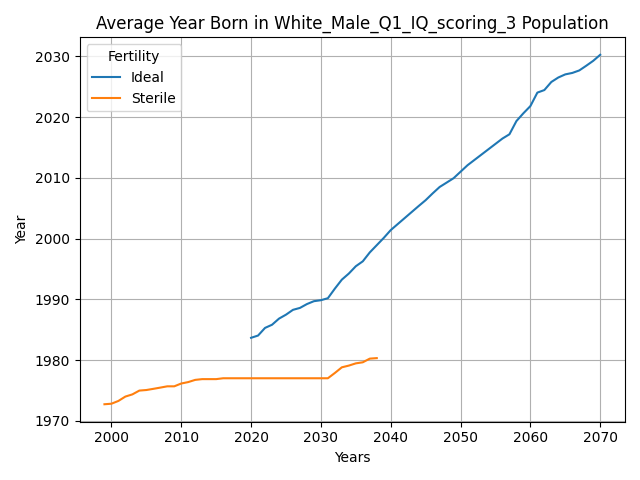 Average Year Born in White_Male_Q1_IQ_scoring_3 Population
Fertility
Ideal
Sterile
Year
2030
2020
2010
2000
1990
1980
1970
2000 2010 2020 2030 2040 2050 2060 2070
Years